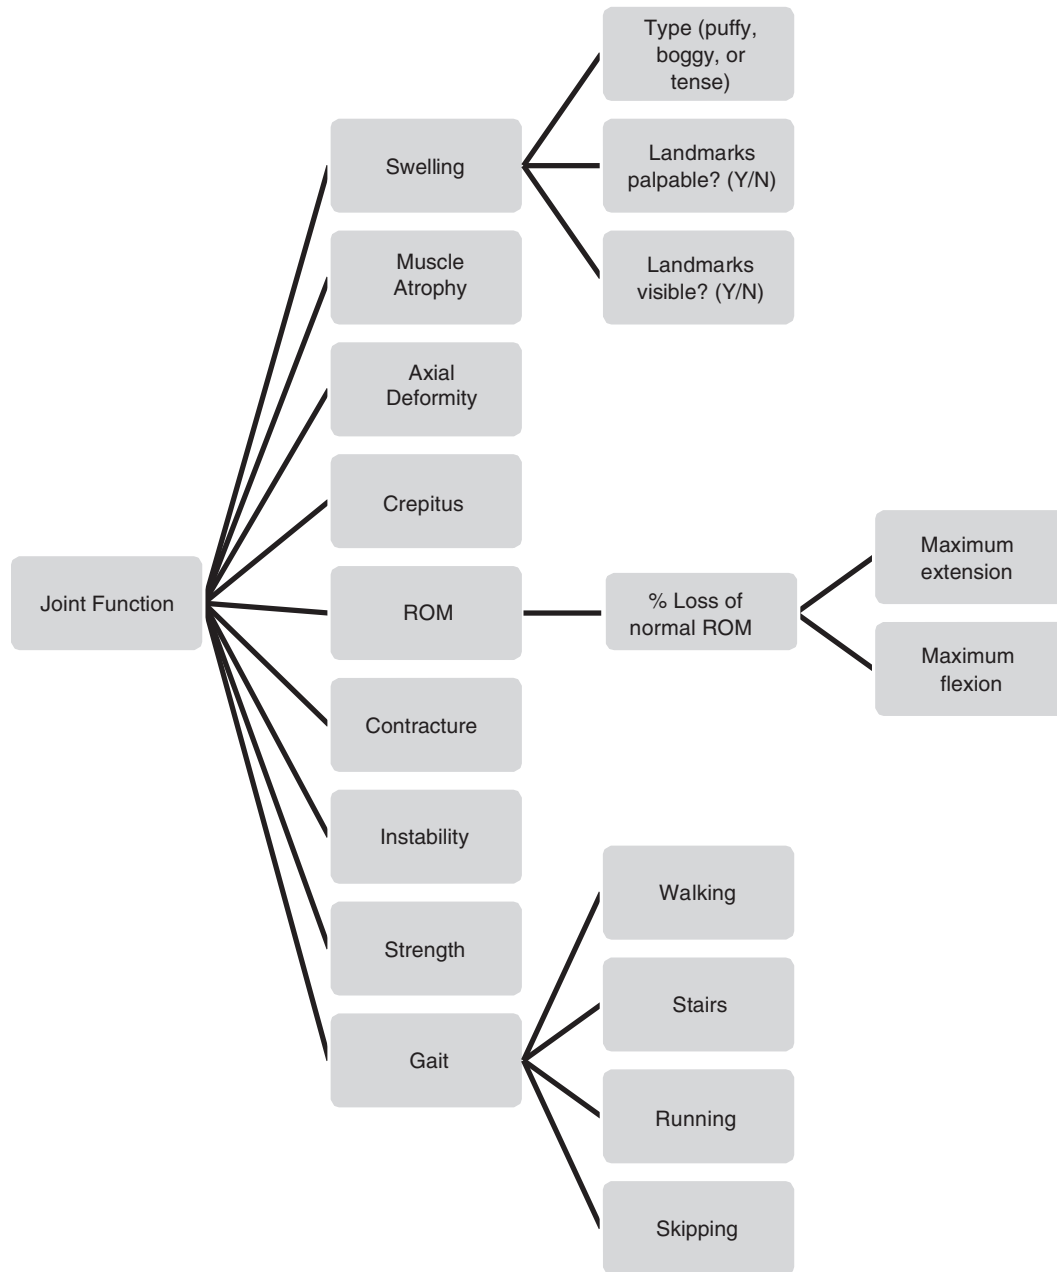 Joint Function
Swelling
Type (puffy,
boggy, or
tense)
Landmarks
palpable? (Y/N)
Landmarks
visible? (Y/N)
Muscle
Atrophy
Axial
Deformity
Crepitus
ROM
% Loss of
normal ROM
Maximum
extension
Maximum
flexion
Contracture
Instability
Strength
Gait
Walking
Stairs
Running
Skipping